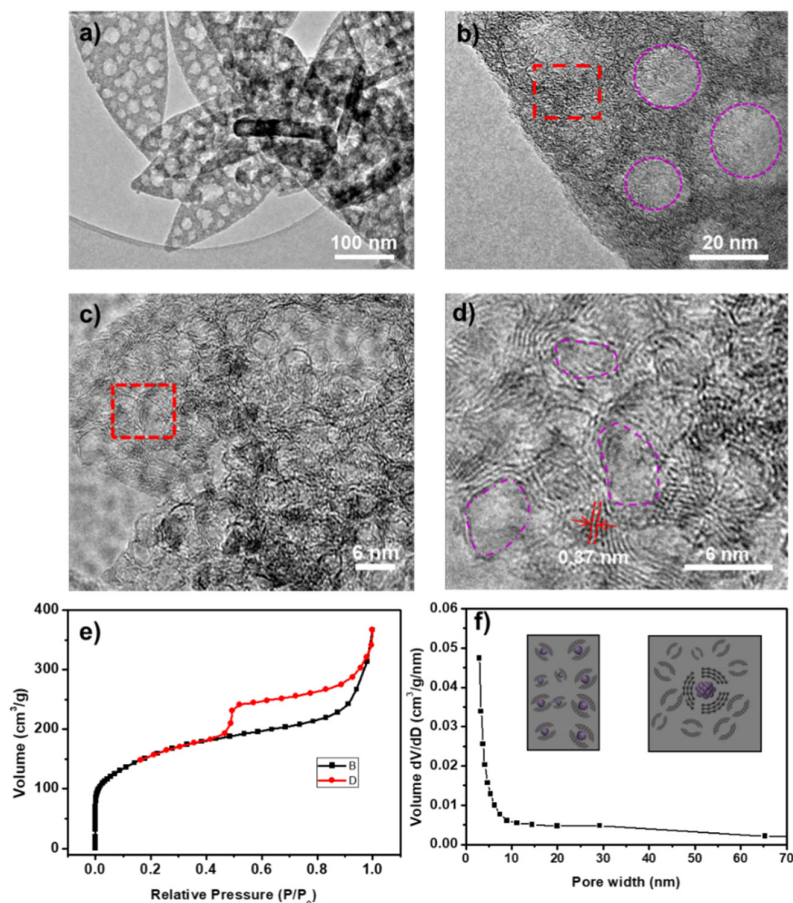 a)
100 nm
b)
20 nm
c)
6 nm
d)
0.37 nm
6 nm
e)
Volume (cm³/g)
400
300
200
100
0
B
D
0.0 0.2 0.4 0.6 0.8 1.0
Relative Pressure (P/P₀)
f)
Volume dV/dD (cm³/g/nm)
0.06
0.05
0.04
0.03
0.02
0.01
0.00
0 10 20 30 40 50 60 70
Pore width (nm)